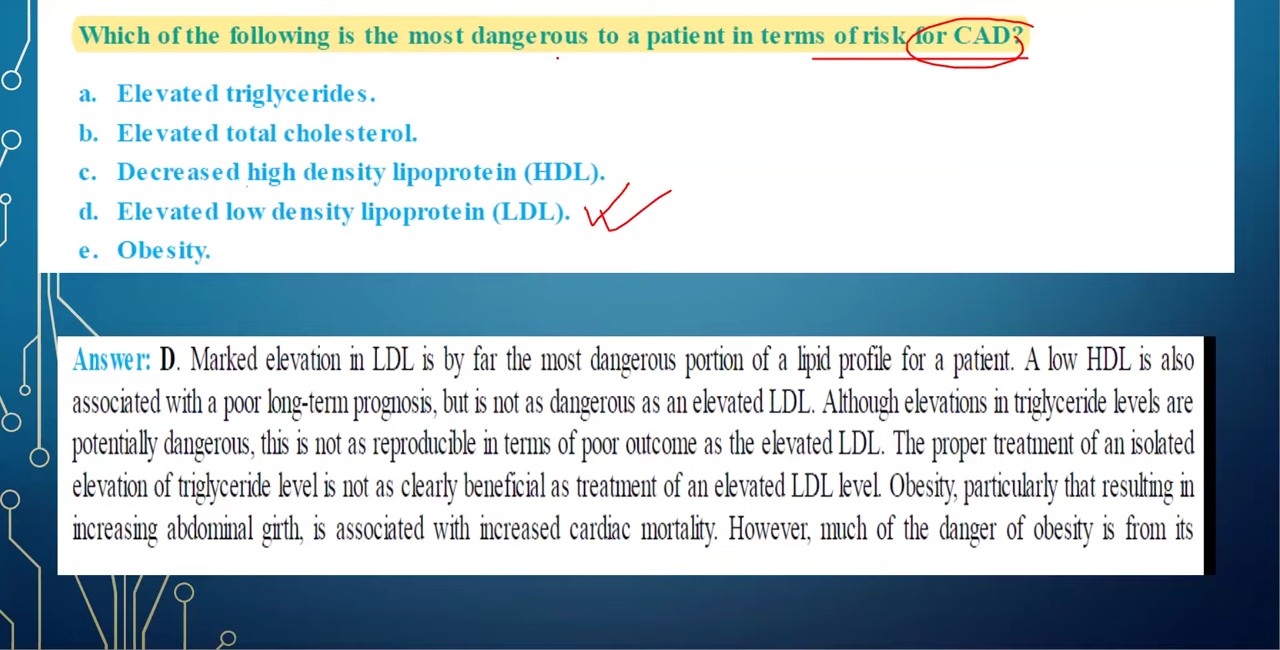 Which of the following is the most dangerous to a patient in terms of risk for CAD?
a. Elevated triglycerides.
b. Elevated total cholesterol.
c. Decreased high density lipoprotein (HDL).
d. Elevated low density lipoprotein (LDL).
e. Obesity.
Answer: D. Marked elevation in LDL is by far the most dangerous portion of a lipid profile for a patient. A low HDL is also
associated with a poor long-term prognosis, but is not as dangerous as an elevated LDL. Although elevations in triglyceride levels are
potentially dangerous, this is not as reproducible in terms of poor outcome as the elevated LDL. The proper treatment of an isolated
elevation of triglyceride level is not as clearly beneficial as treatment of an elevated LDL level. Obesity, particularly that resulting in
increasing abdominal girth, is associated with increased cardiac mortality. However, much of the danger of obesity is from its